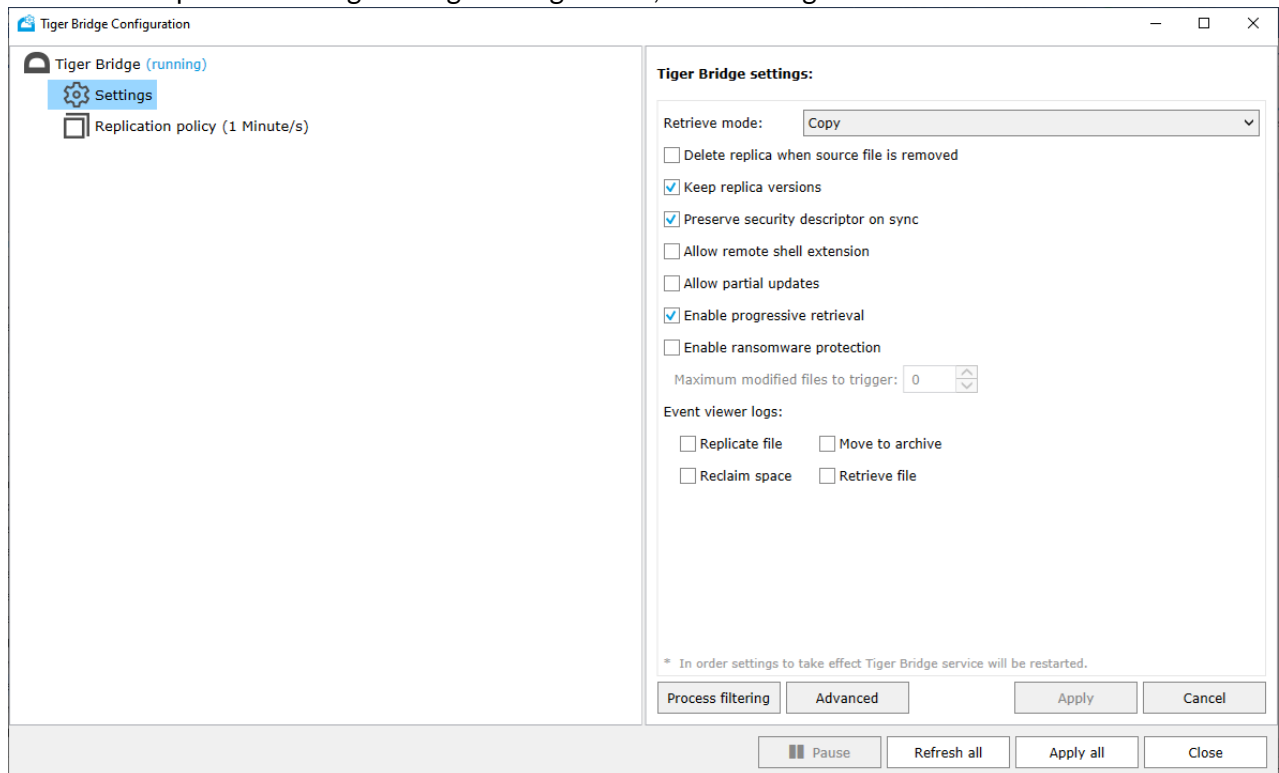 Tiger Bridge Configuration
Tiger Bridge (running)
Settings
Replication policy (1 Minute/s)
Tiger Bridge settings:
Retrieve mode: Copy
Delete replica when source file is removed
Keep replica versions
Preserve security descriptor on sync
Allow remote shell extension
Allow partial updates
Enable progressive retrieval
Enable ransomware protection
Maximum modified files to trigger: 0
Event viewer logs:
Replicate file Move to archive
Reclaim space Retrieve file
* In order settings to take effect Tiger Bridge service will be restarted.
Process filtering Advanced Apply Cancel
Pause Refresh all Apply all Close